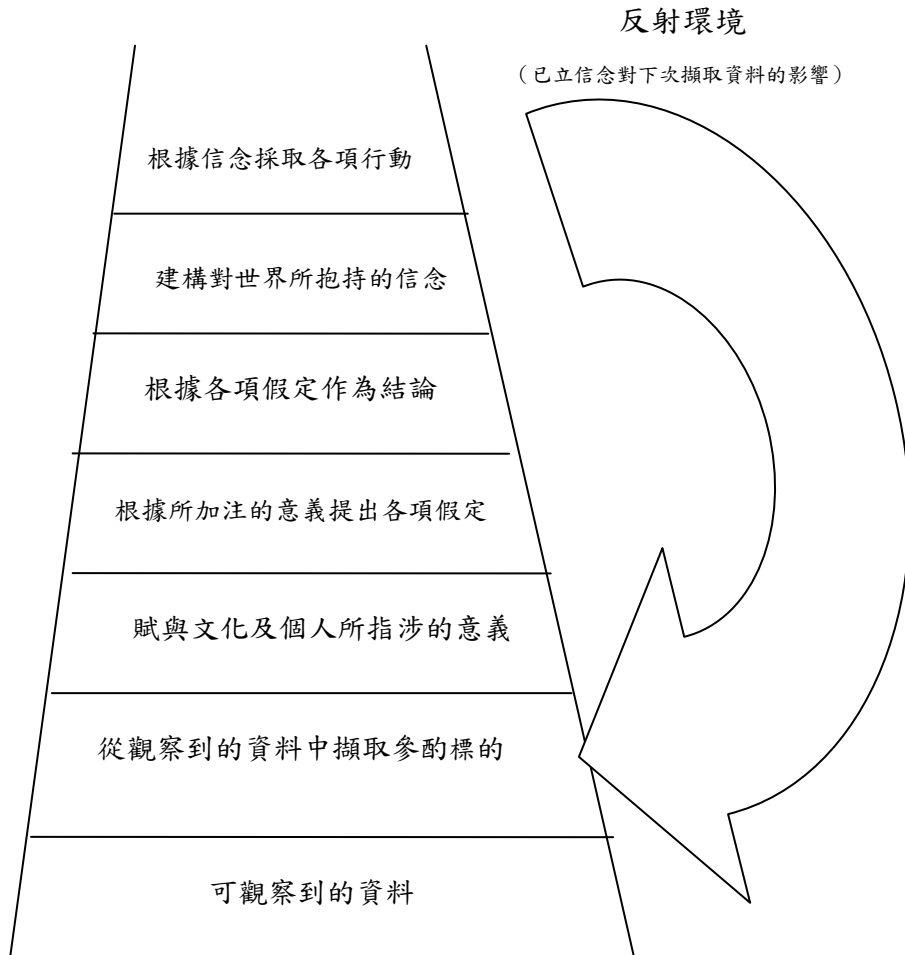 反射環境
（已立信念對下次擷取資料的影響）
根據信念採取各項行動
建構對世界所抱持的信念
根據各項假定作為結論
根據所加注的意義提出各項假定
賦與文化及個人所指涉的意義
從觀察到的資料中擷取參酌標的
可觀察到的資料